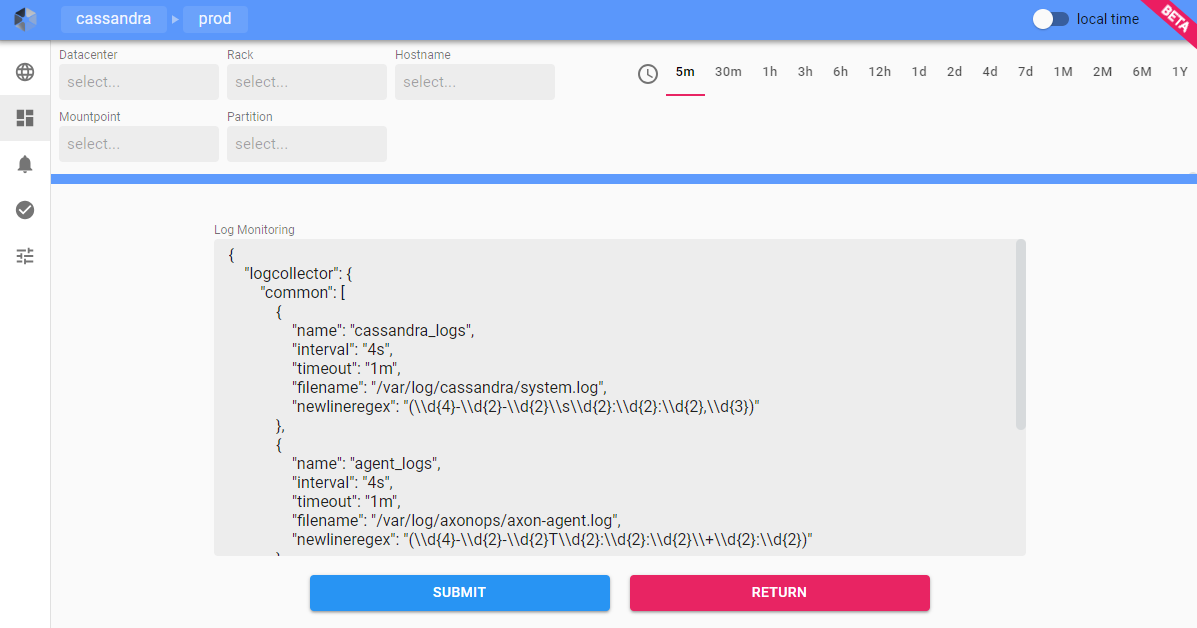 cassandra prod local time BETA
Datacenter Rack Hostname
select... select... select...
5m 30m 1h 3h 6h 12h 1d 2d 4d 7d 1M 2M 6M 1Y
Mountpoint Partition
select... select...
Log Monitoring
{
"logcollector": {
"common": [
{
"name": "cassandra_logs",
"interval": "4s",
"timeout": "1m",
"filename": "/var/log/cassandra/system.log",
"newlineregex": "(\\d{4}-\\d{2}-\\d{2}\\s\\d{2}:\\d{2}:\\d{2},\\d{3})"
},
{
"name": "agent_logs",
"interval": "4s",
"timeout": "1m",
"filename": "/var/log/axonops/axon-agent.log",
"newlineregex": "(\\d{4}-\\d{2}-\\d{2}T\\d{2}:\\d{2}:\\d{2}\\+\\d{2}:\\d{2})"
SUBMIT RETURN